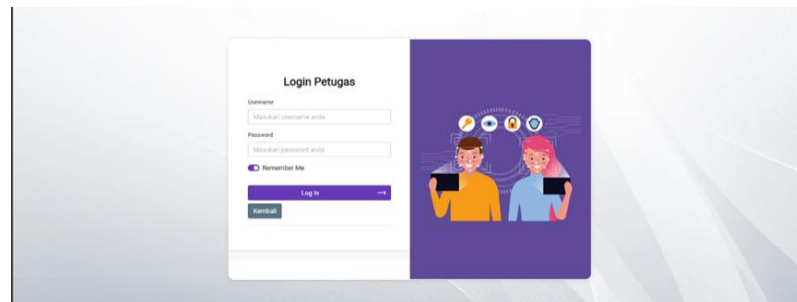 Login Petugas
Username
Masukan username anda
Password
Masukan password anda
Remember Me
Log In →
Kembali